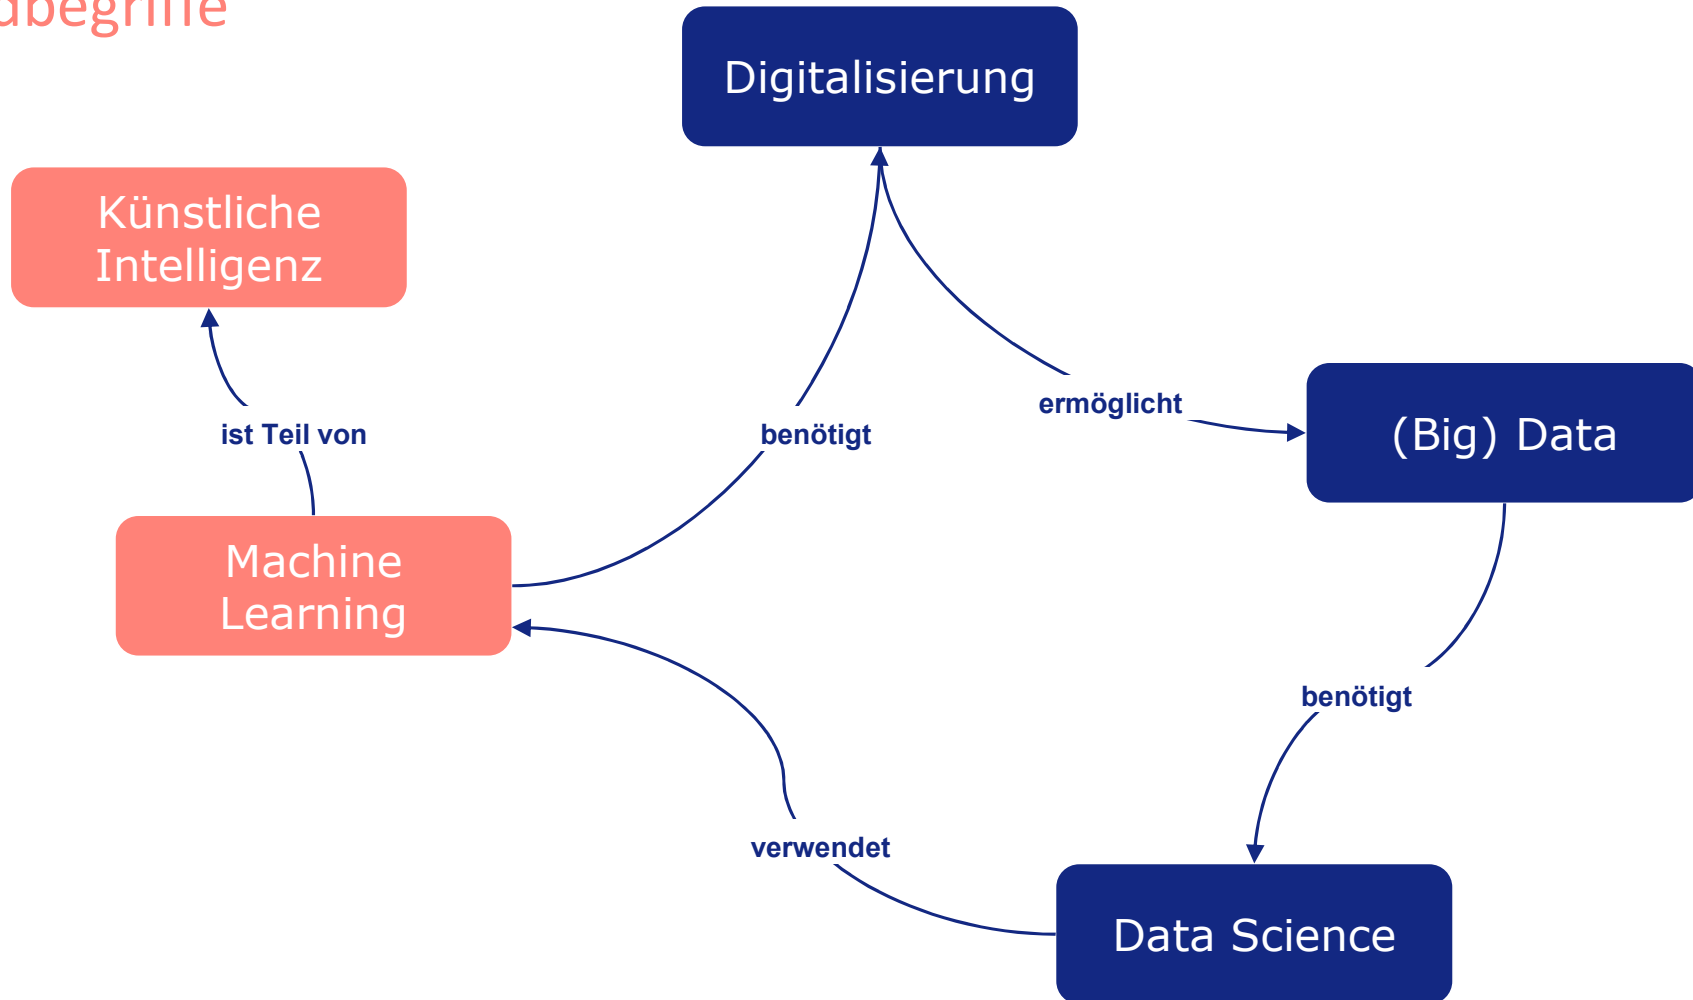 Digitalisierung
Künstliche
Intelligenz
ermöglicht
(Big) Data
ist Teil von
benötigt
Machine
Learning
benötigt
verwendet
Data Science